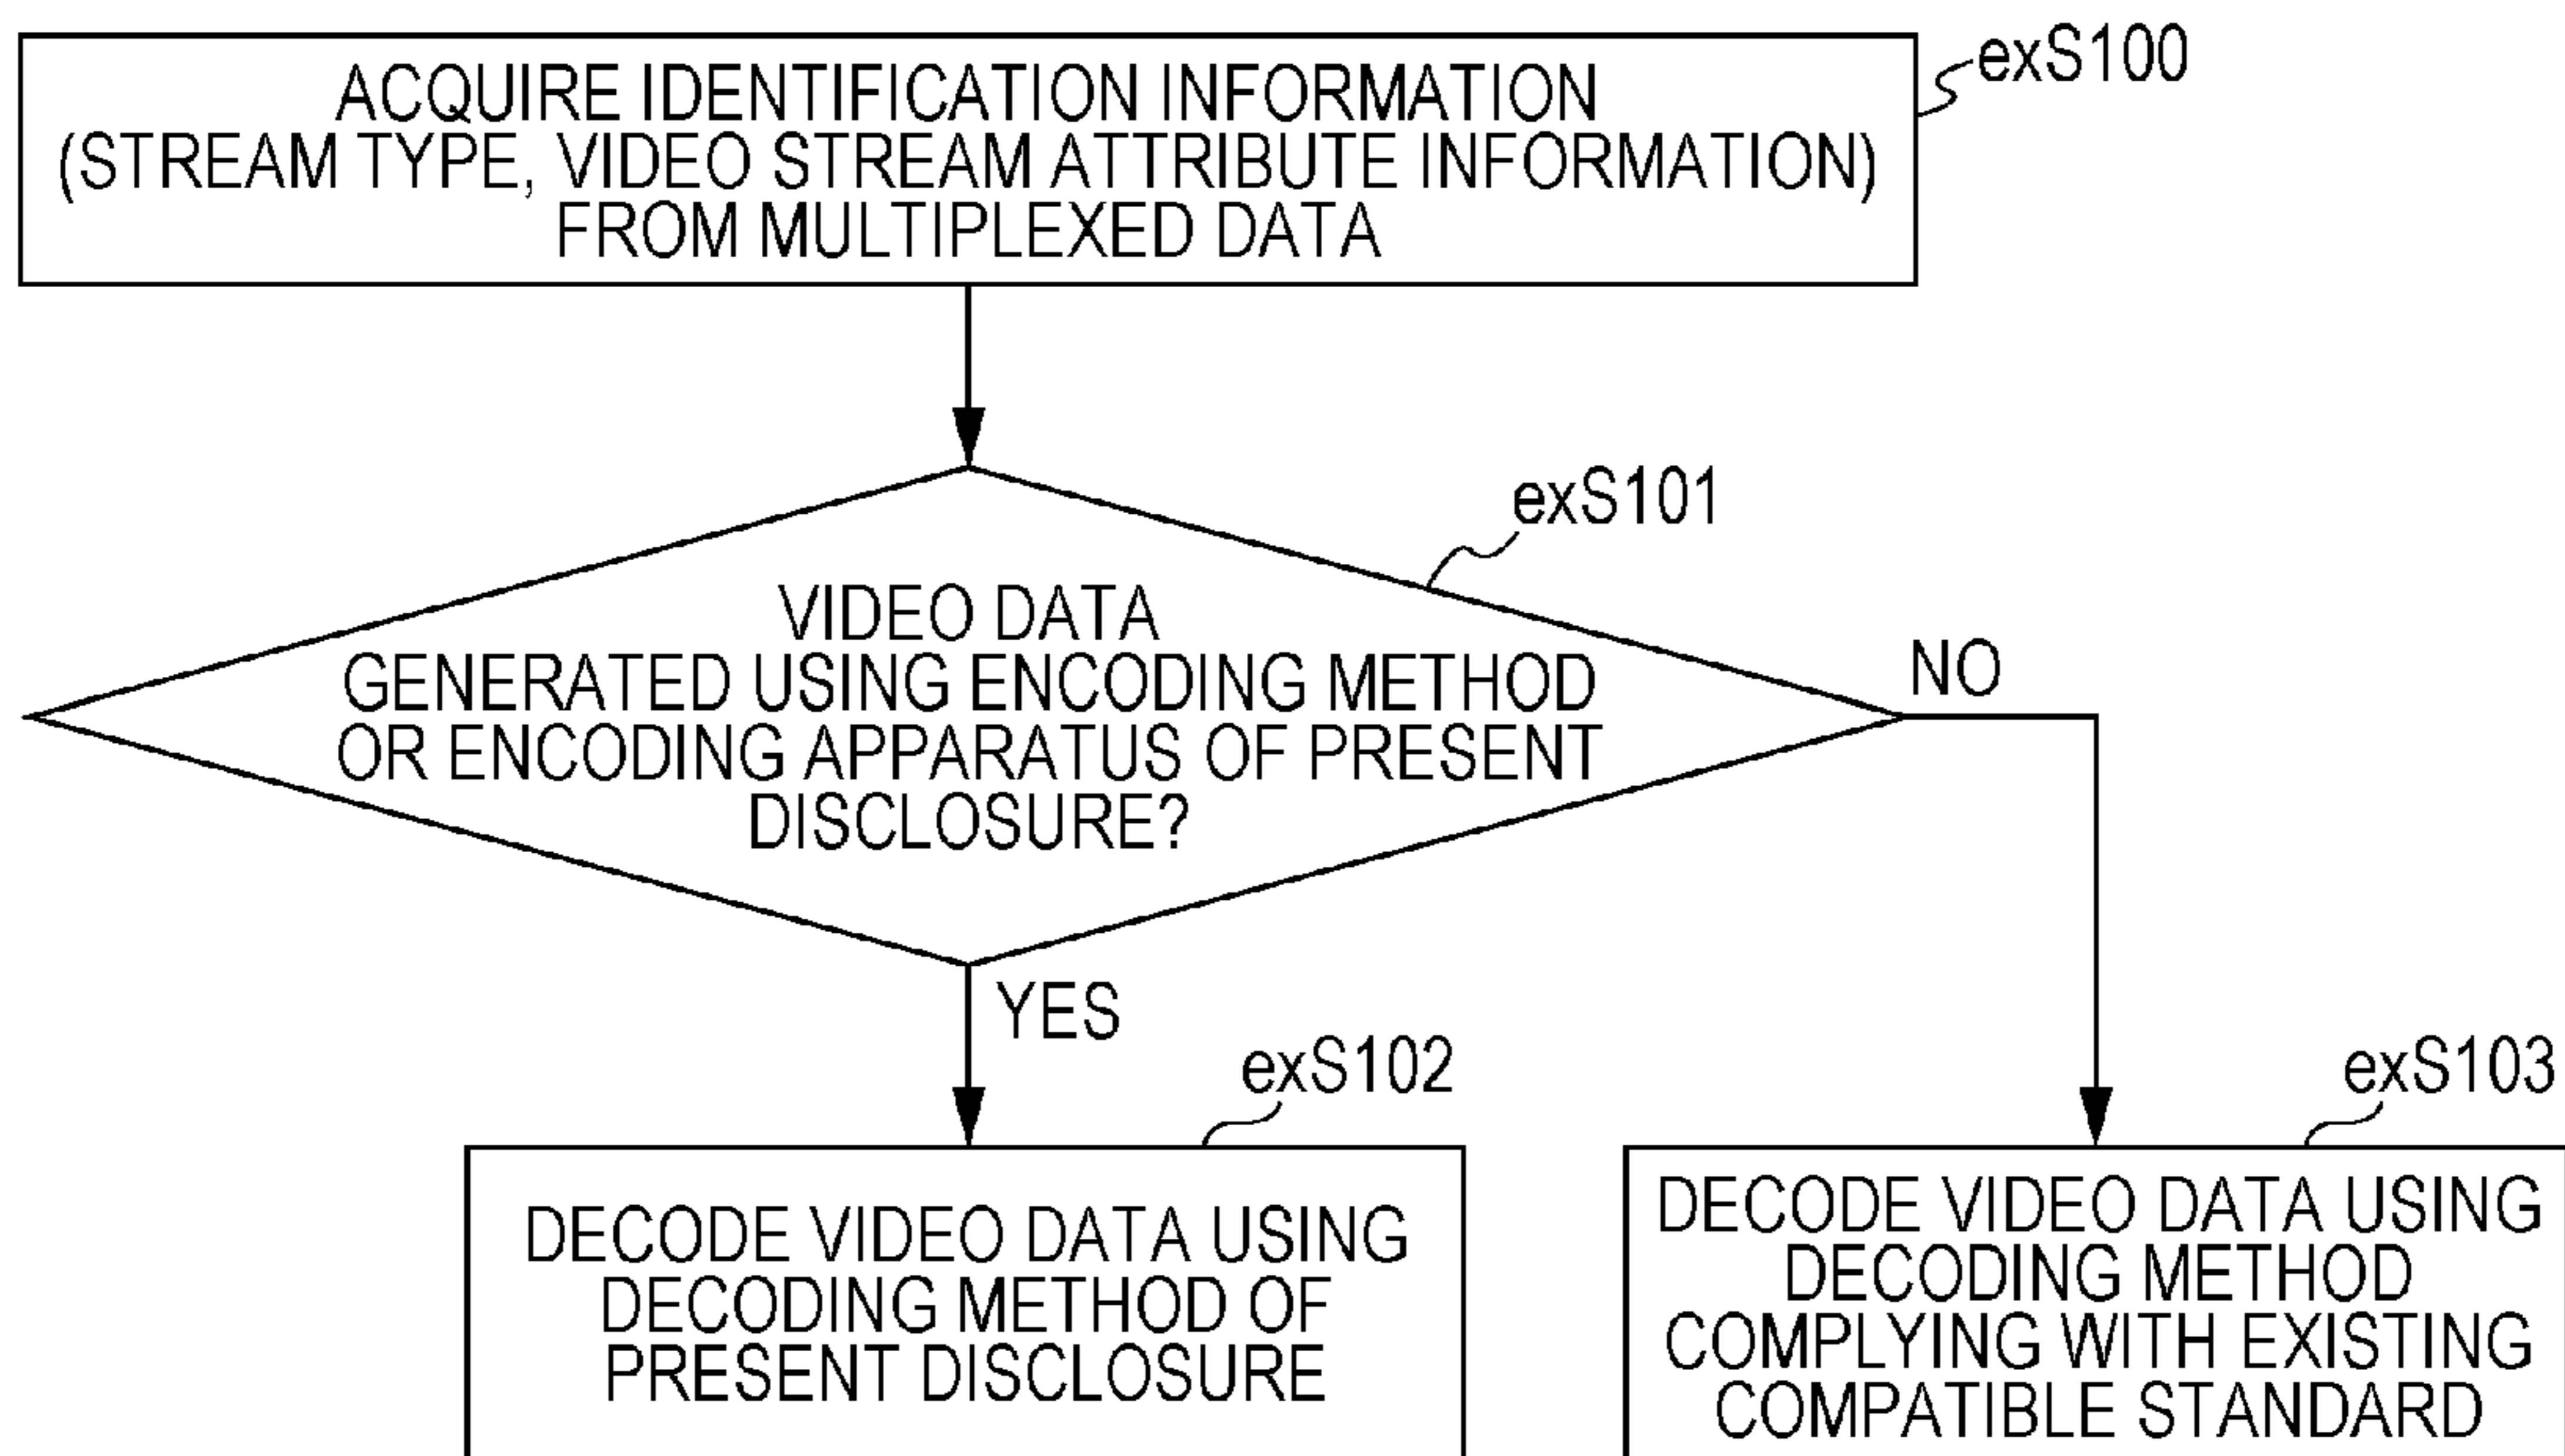 exS100
ACQUIRE IDENTIFICATION INFORMATION
(STREAM TYPE, VIDEO STREAM ATTRIBUTE INFORMATION)
FROM MULTIPLEXED DATA
exS101
VIDEO DATA
GENERATED USING ENCODING METHOD
OR ENCODING APPARATUS OF PRESENT
DISCLOSURE?
NO
YES
exS102
DECODE VIDEO DATA USING
DECODING METHOD OF
PRESENT DISCLOSURE
exS103
DECODE VIDEO DATA USING
DECODING METHOD
COMPLYING WITH EXISTING
COMPATIBLE STANDARD